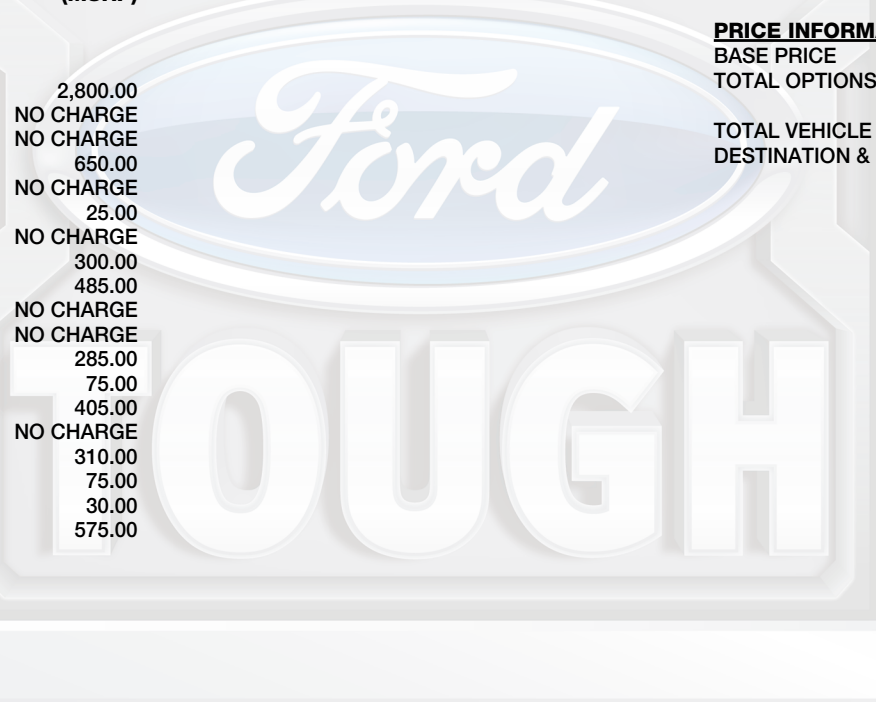 (MSRP)
2,800.00
NO CHARGE
NO CHARGE
650.00
NO CHARGE
25.00
NO CHARGE
300.00
485.00
NO CHARGE
NO CHARGE
285.00
75.00
405.00
NO CHARGE
310.00
75.00
30.00
575.00
PRICE INFORMA
BASE PRICE
TOTAL OPTIONS
TOTAL VEHICLE
DESTINATION &
Ford
TOUGH